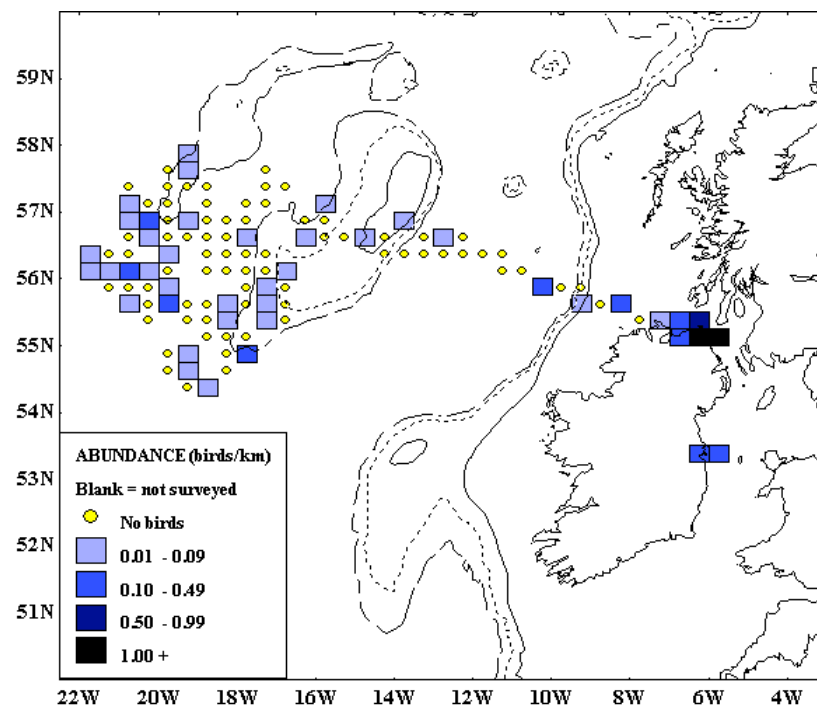 59N
58N
57N
56N
55N
54N
53N
52N
51N
ABUNDANCE (birds/km)
Blank = not surveyed
No birds
0.01 - 0.09
0.10 - 0.49
0.50 - 0.99
1.00 +
22W 20W 18W 16W 14W 12W 10W 8W 6W 4W